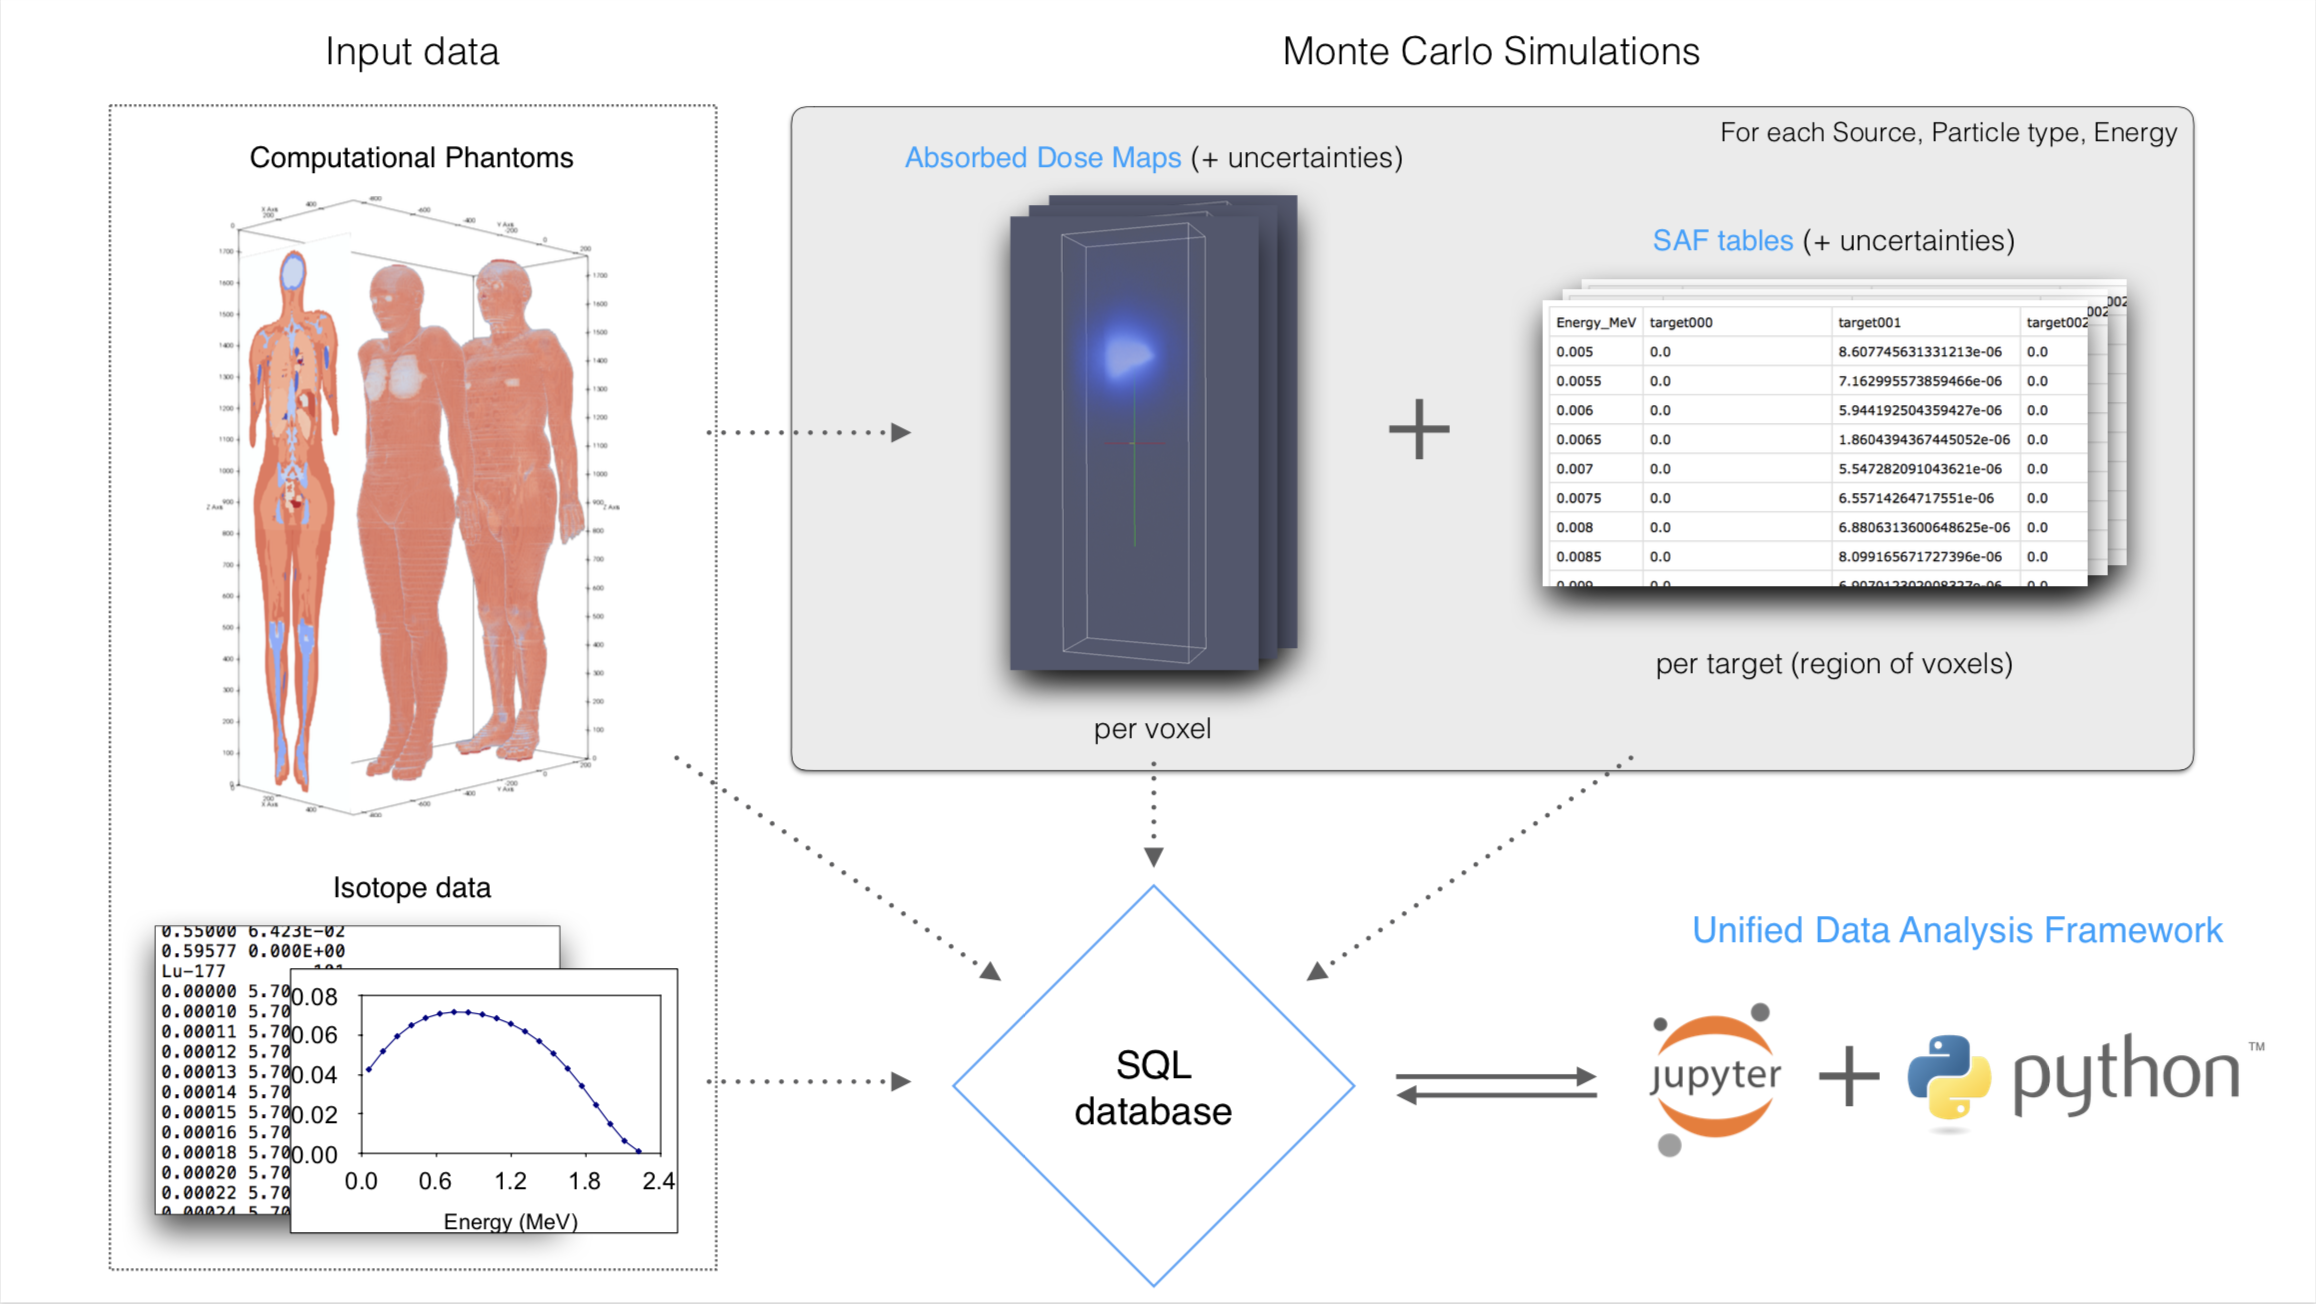 Input data
Monte Carlo Simulations
Computational Phantoms
For each Source, Particle type, Energy
Absorbed Dose Maps (+ uncertainties)
SAF tables (+ uncertainties)
Energy_MeV target000 target001 target002
0.005 0.0 8.607745631331213e-06 0.0
0.0055 0.0 7.162995573859466e-06 0.0
0.006 0.0 5.944192504359427e-06 0.0
0.0065 0.0 1.8604394367445052e-06 0.0
0.007 0.0 5.547282091043621e-06 0.0
0.0075 0.0 6.55714264717551e-06 0.0
0.008 0.0 6.8806313600648625e-06 0.0
0.0085 0.0 8.099165671727396e-06 0.0
per target (region of voxels)
per voxel
Isotope data
0.55000 6.423E-02
0.59577 0.000E+00
Lu-177
0.00000 5.70
0.00010 5.70
0.00011 5.70
0.00012 5.70
0.00013 5.70
0.00014 5.70
0.00015 5.70
0.00016 5.70
0.00018 5.70
0.00020 5.70
0.00022 5.70
0.00024 5.70
0.08
0.06
0.04
0.02
0.00
0.0 0.6 1.2 1.8 2.4
Energy (MeV)
SQL
database
Unified Data Analysis Framework
jupyter
python™